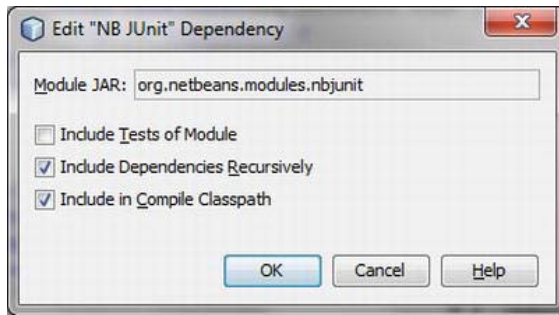 Edit "NB JUnit" Dependency
Module JAR: org.netbeans.modules.nbjunit
Include Tests of Module
Include Dependencies Recursively
Include in Compile Classpath
OK Cancel Help